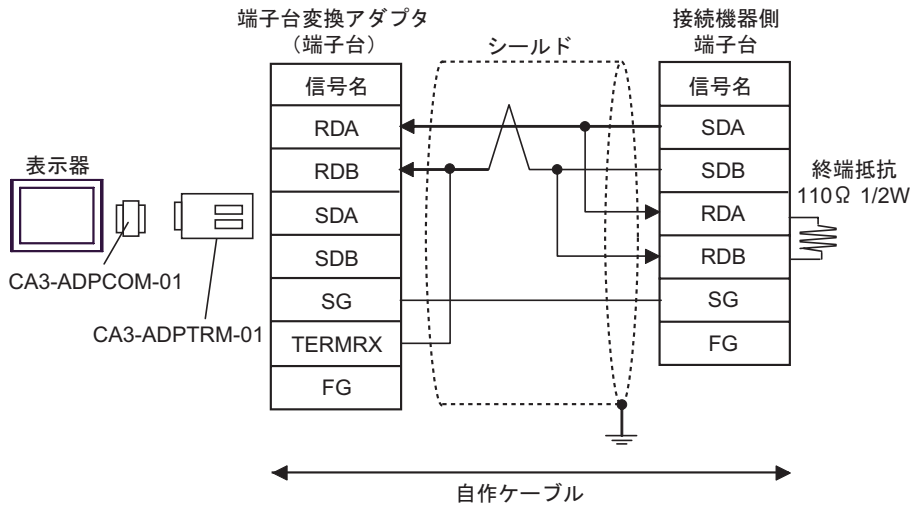 端子台変換アダプタ
（端子台）
シールド
接続機器側
端子台
信号名
RDA
RDB
SDA
SDB
SG
TERMRX
FG
信号名
SDA
SDB
RDA
RDB
SG
FG
表示器
CA3-ADPCOM-01
CA3-ADPTRM-01
終端抵抗
110Ω 1/2W
自作ケーブル